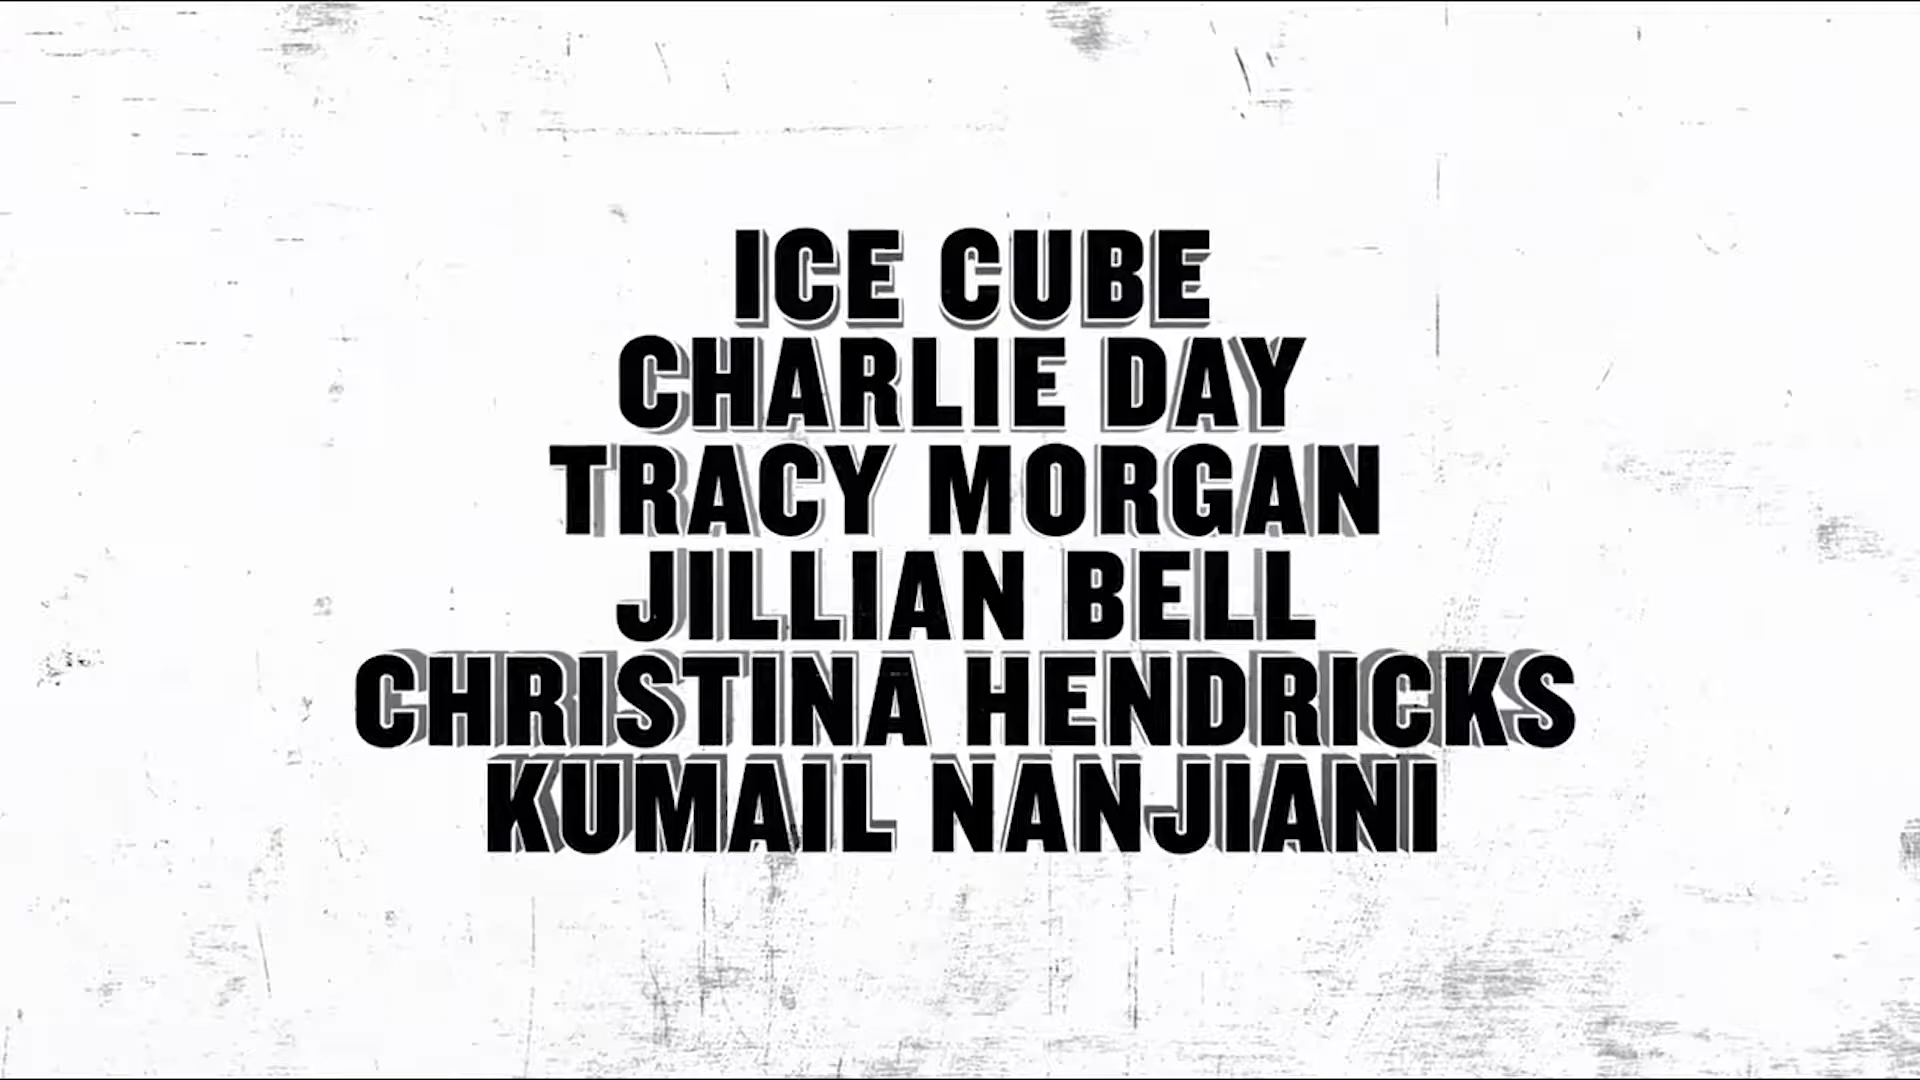 ICE CUBE
CHARLIE DAY
TRACY MORGAN
JILLIAN BELL
CHRISTINA HENDRICKS
KUMAIL NANJIANI